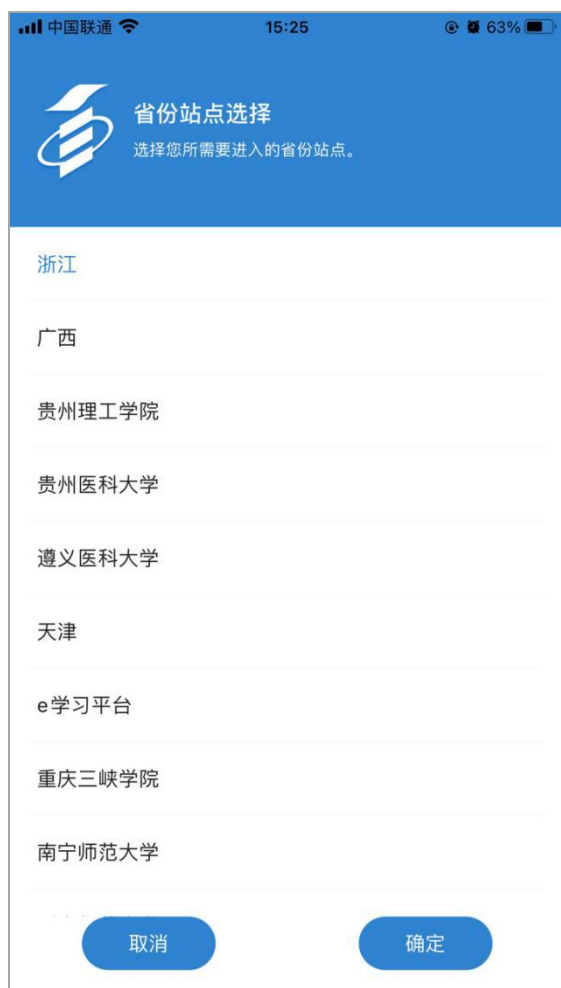 中国联通
15:25
63%
省份站点选择
选择您所需要进入的省份站点。
浙江
广西
贵州理工学院
贵州医科大学
遵义医科大学
天津
e学习平台
重庆三峡学院
南宁师范大学
取消
确定